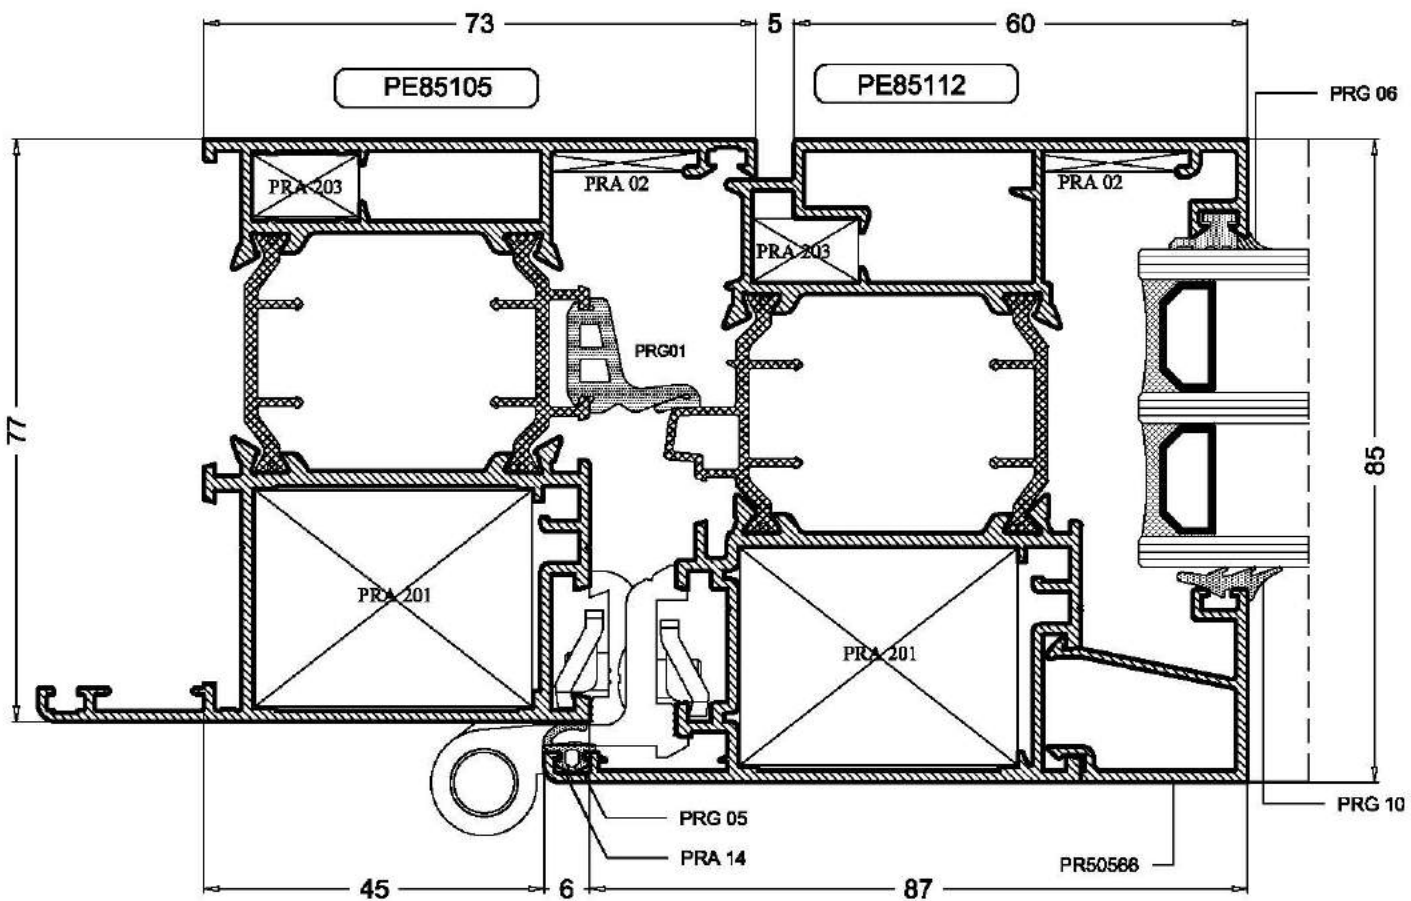 73
5
60
PE85105
PE85112
PRG 06
PRA 203
PRA 02
PRA 02
PRA 203
PRG01
77
85
PRA 201
PRA 201
PRG 05
PRG 10
PRA 14
PR50566
45
6
87